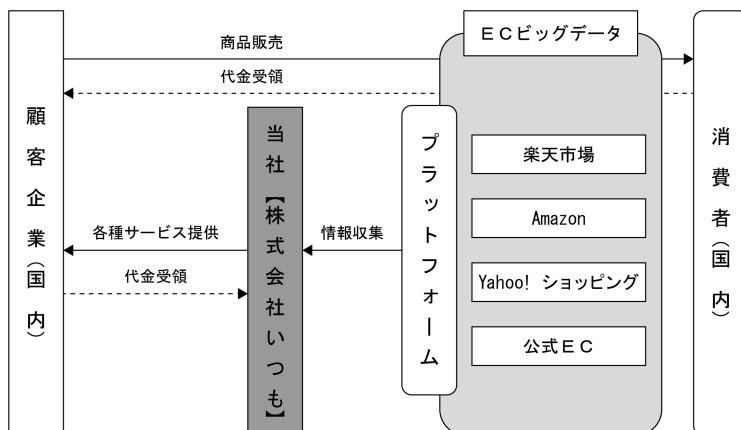 ECビッグデータ
商品販売
代金受領
顧客企業(国内)
当社【株式会社いつも】
プラットフォーム
楽天市場
Amazon
Yahoo! ショッピング
公式EC
消費者(国内)
各種サービス提供
情報収集
代金受領